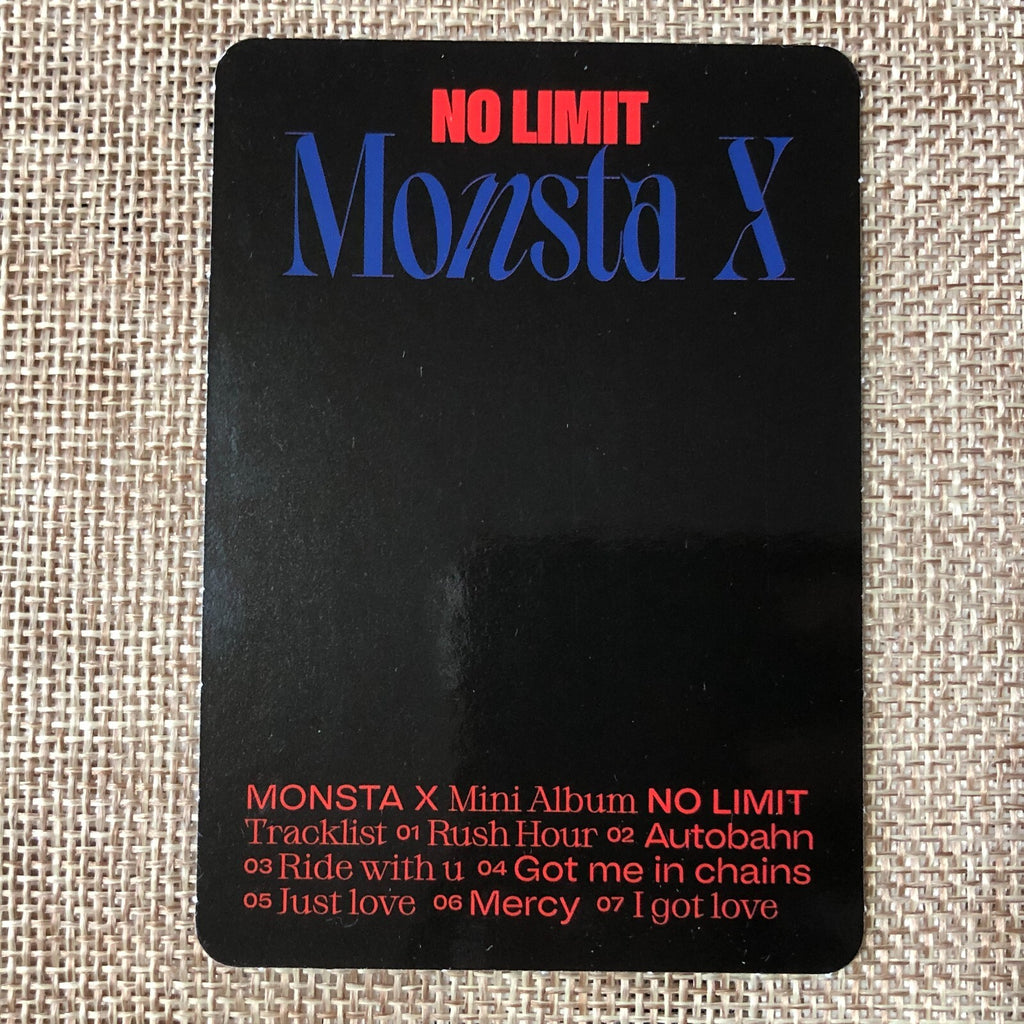 NO LIMIT
Monsta X
MONSTA X Mini Album NO LIMIT
Tracklist 01 Rush Hour 02 Autobahn
03 Ride with u 04 Got me in chains
05 Just love 06 Mercy 07 I got love